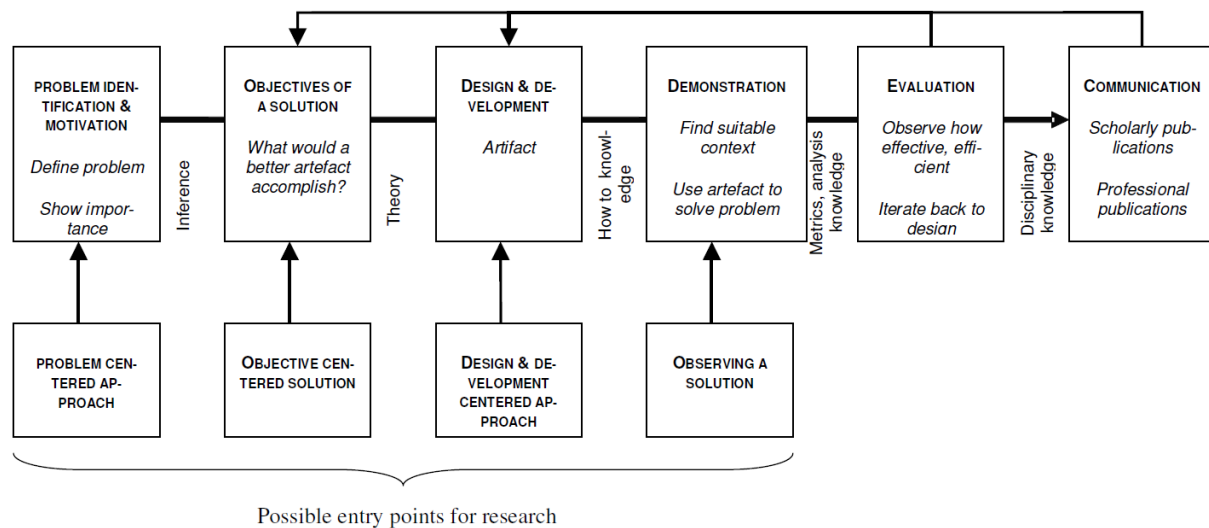 PROBLEM IDEN-
TIFICATION &
MOTIVATION
Define problem
Show impor-
tance
Inference
OBJECTIVES OF
A SOLUTION
What would a
better artefact
accomplish?
Theory
DESIGN & DE-
VELOPMENT
Artifact
How to knowl-
edge
DEMONSTRATION
Find suitable
context
Use artefact to
solve problem
Metrics, analysis
knowledge
EVALUATION
Observe how
effective, effi-
cient
Iterate back to
design
Disciplinary
knowledge
COMMUNICATION
Scholarly pub-
lications
Professional
publications
PROBLEM CEN-
TERED AP-
PROACH
OBJECTIVE CEN-
TERED SOLUTION
DESIGN & DE-
VELOPMENT
CENTERED AP-
PROACH
OBSERVING A
SOLUTION
Possible entry points for research